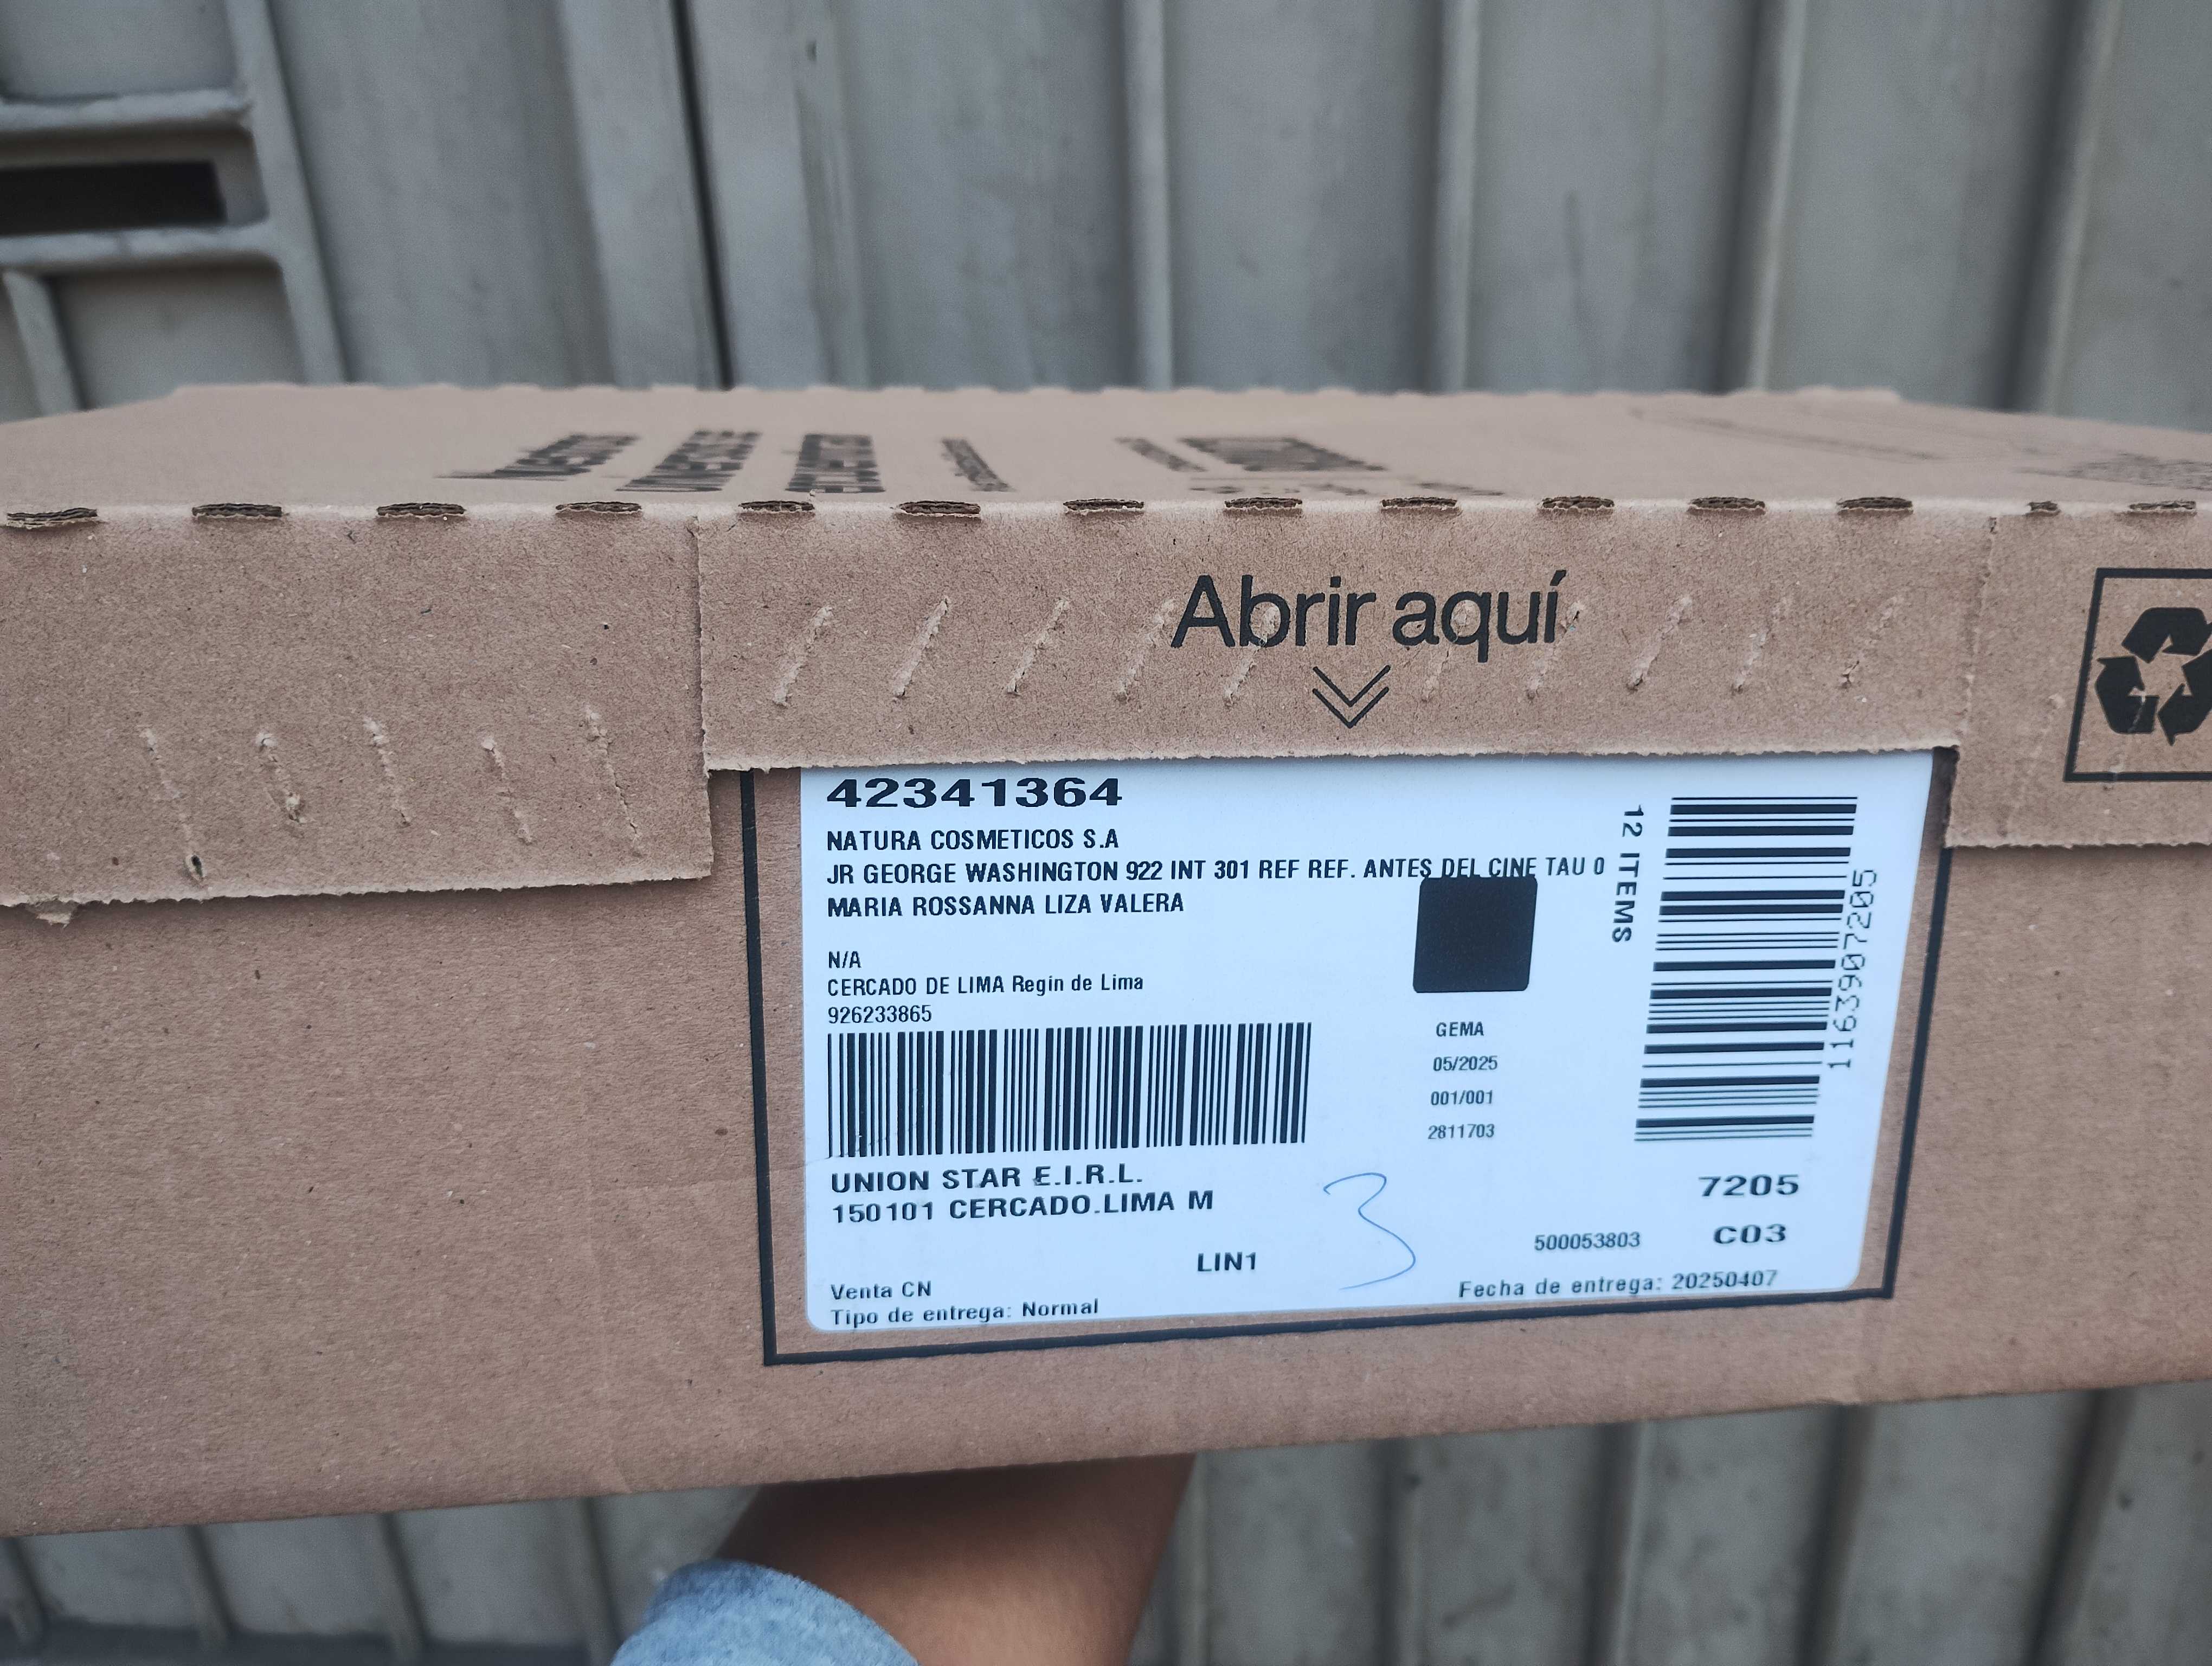 Abrir aquí
42341364
NATURA COSMETICOS S.A
JR GEORGE WASHINGTON 922 INT 301 REF REF. ANTES DEL CINE TAU 0
MARIA ROSSANNA LIZA VALERA
N/A
CERCADO DE LIMA Regin de Lima
926233865
12 ITEMS
1163907205
GEMA
05/2025
001/001
2811703
UNION STAR E.I.R.L.
150101 CERCADO.LIMA M
3
7205
LIN1
500053803 C03
Venta CN
Fecha de entrega: 20250407
Tipo de entrega: Normal